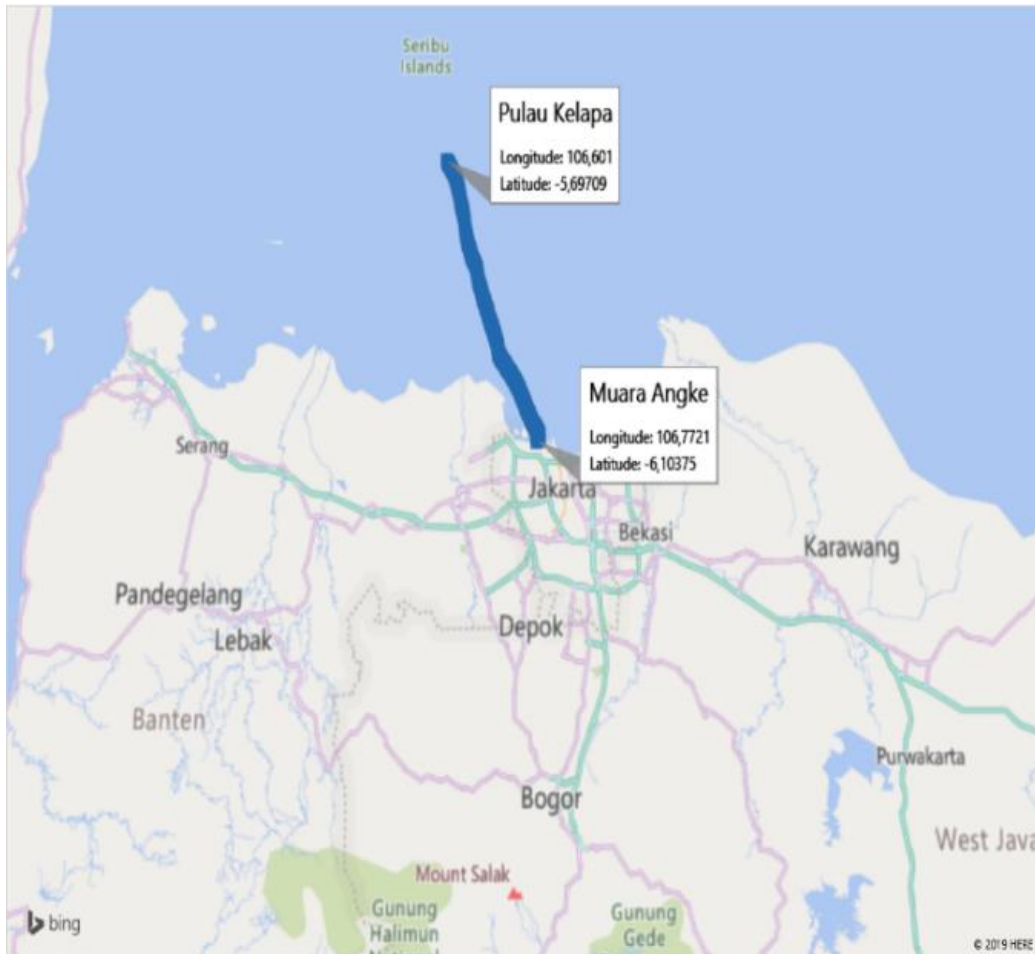 Seribu
Islands
Pulau Kelapa
Longitude: 106,601
Latitude: -5,69709
Muara Angke
Longitude: 106,7721
Latitude: -6,10375
Serang
Jakarta
Bekasi
Karawang
Pandegelang
Lebak
Depok
Banten
Purwakarta
Bogor
West Java
Mount Salak
Gunung
Halimun
Gunung
Gede
bing
© 2019 HERE